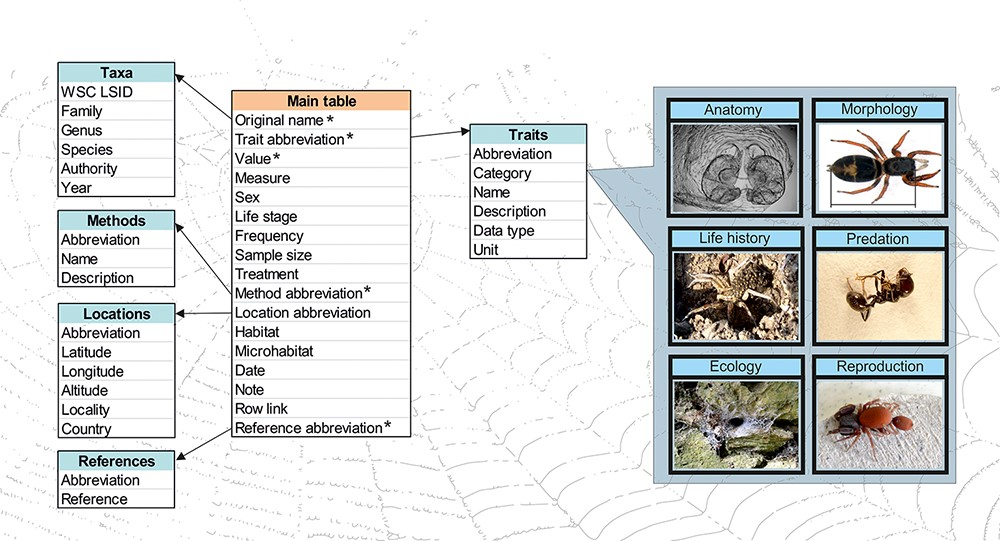 Taxa
WSC LSID
Family
Genus
Species
Authority
Year
Methods
Abbreviation
Name
Description
Locations
Abbreviation
Latitude
Longitude
Altitude
Locality
Country
References
Abbreviation
Reference
Main table
Original name*
Trait abbreviation*
Value*
Measure
Sex
Life stage
Frequency
Sample size
Treatment
Method abbreviation*
Location abbreviation
Habitat
Microhabitat
Date
Note
Row link
Reference abbreviation*
Traits
Abbreviation
Category
Name
Description
Data type
Unit
Anatomy
Morphology
Life history
Predation
Ecology
Reproduction